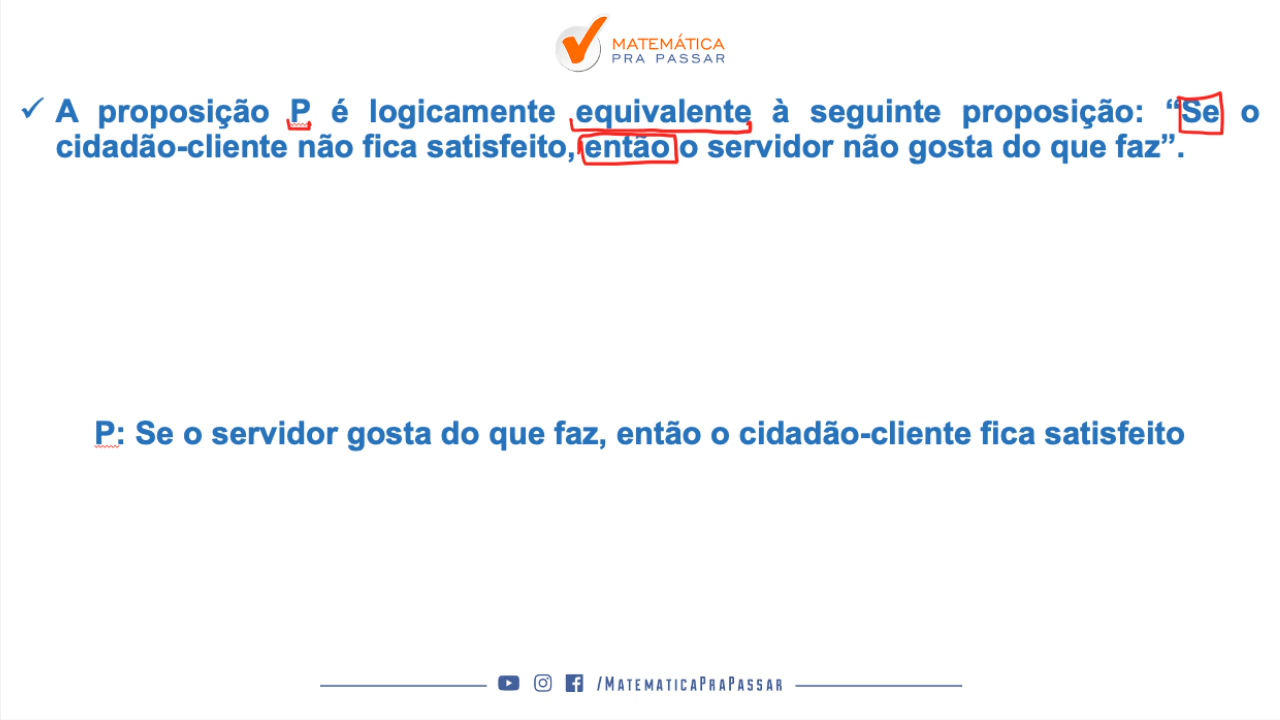 MATEMÁTICA
PRA PASSAR
A proposição P é logicamente equivalente à seguinte proposição: “Se o
cidadão-cliente não fica satisfeito, então o servidor não gosta do que faz”.
P: Se o servidor gosta do que faz, então o cidadão-cliente fica satisfeito
/MATEMATICAPRAPASSAR